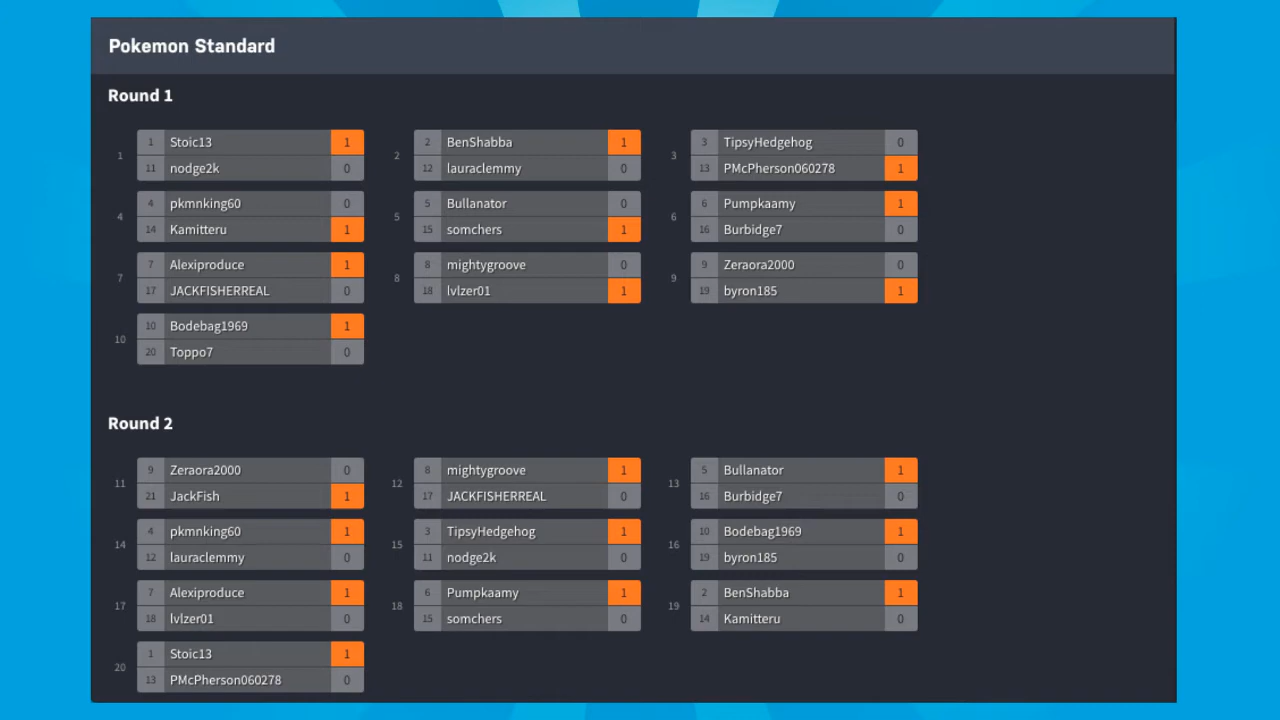 Pokemon Standard
Round 1
1
1 Stoic13 1
11 nodge2k 0
2
2 BenShabba 1
12 lauraclemmy 0
3
3 TipsyHedgehog 0
13 PMcPherson060278 1
4
4 pkmnking60 0
14 Kamitteru 1
5
5 Bullanator 0
15 somchers 1
6
6 Pumpkaamy 1
16 Burbidge7 0
7
7 Alexiproduce 1
17 JACKFISHERREAL 0
8
8 mightygroove 0
18 lvlzer01 1
9
9 Zeraora2000 0
19 byron185 1
10
10 Bodebag1969 1
20 Toppo7 0
Round 2
11
9 Zeraora2000 0
21 JackFish 1
12
8 mightygroove 1
17 JACKFISHERREAL 0
13
5 Bullanator 1
16 Burbidge7 0
14
4 pkmnking60 1
12 lauraclemmy 0
15
3 TipsyHedgehog 1
11 nodge2k 0
16
10 Bodebag1969 1
19 byron185 0
17
7 Alexiproduce 1
18 lvlzer01 0
18
6 Pumpkaamy 1
15 somchers 0
19
2 BenShabba 1
14 Kamitteru 0
20
1 Stoic13 1
13 PMcPherson060278 0